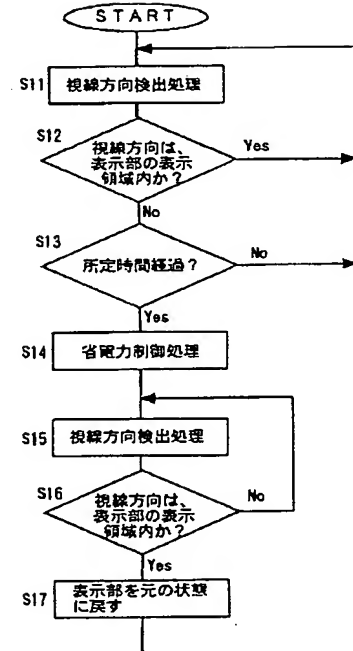 START
S11
視線方向検出処理
S12
視線方向は、
表示部の表示
領域内か？
Yes
No
S13
所定時間経過？
No
Yes
S14
省電力制御処理
S15
視線方向検出処理
S16
視線方向は、
表示部の表示
領域内か？
No
Yes
S17
表示部を元の状態
に戻す